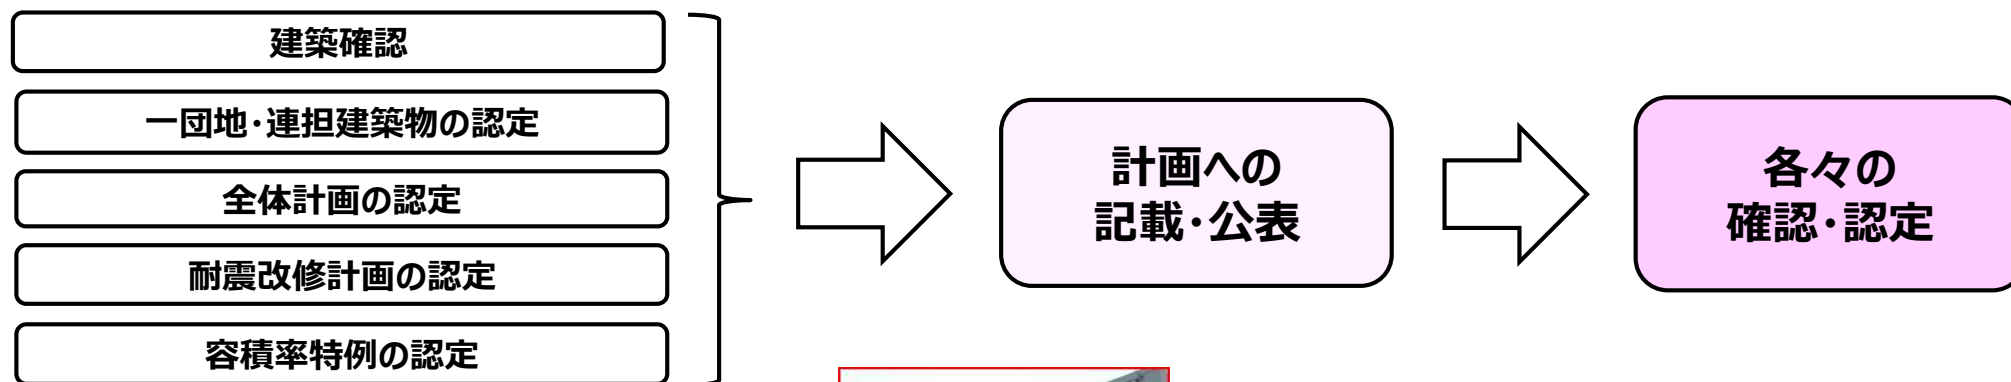 建築確認
一団地･連担建築物の認定
全体計画の認定
耐震改修計画の認定
容積率特例の認定
計画への
記載･公表
各々の
確認･認定